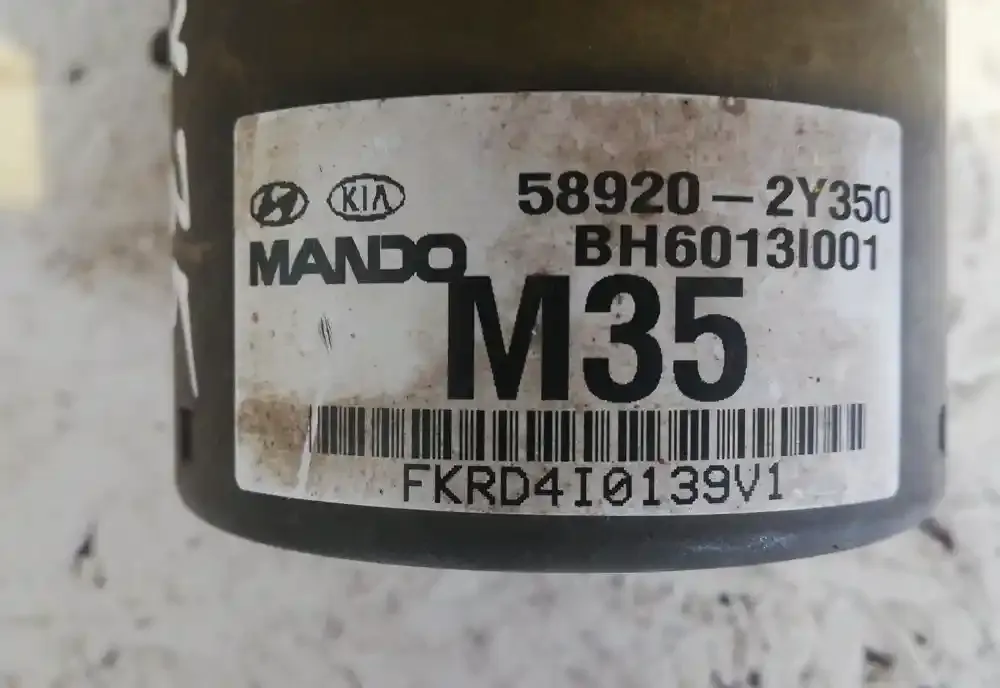 KIA 58920-2Y350
MANDO BH6013I001
M35
FKRD4I0139V1